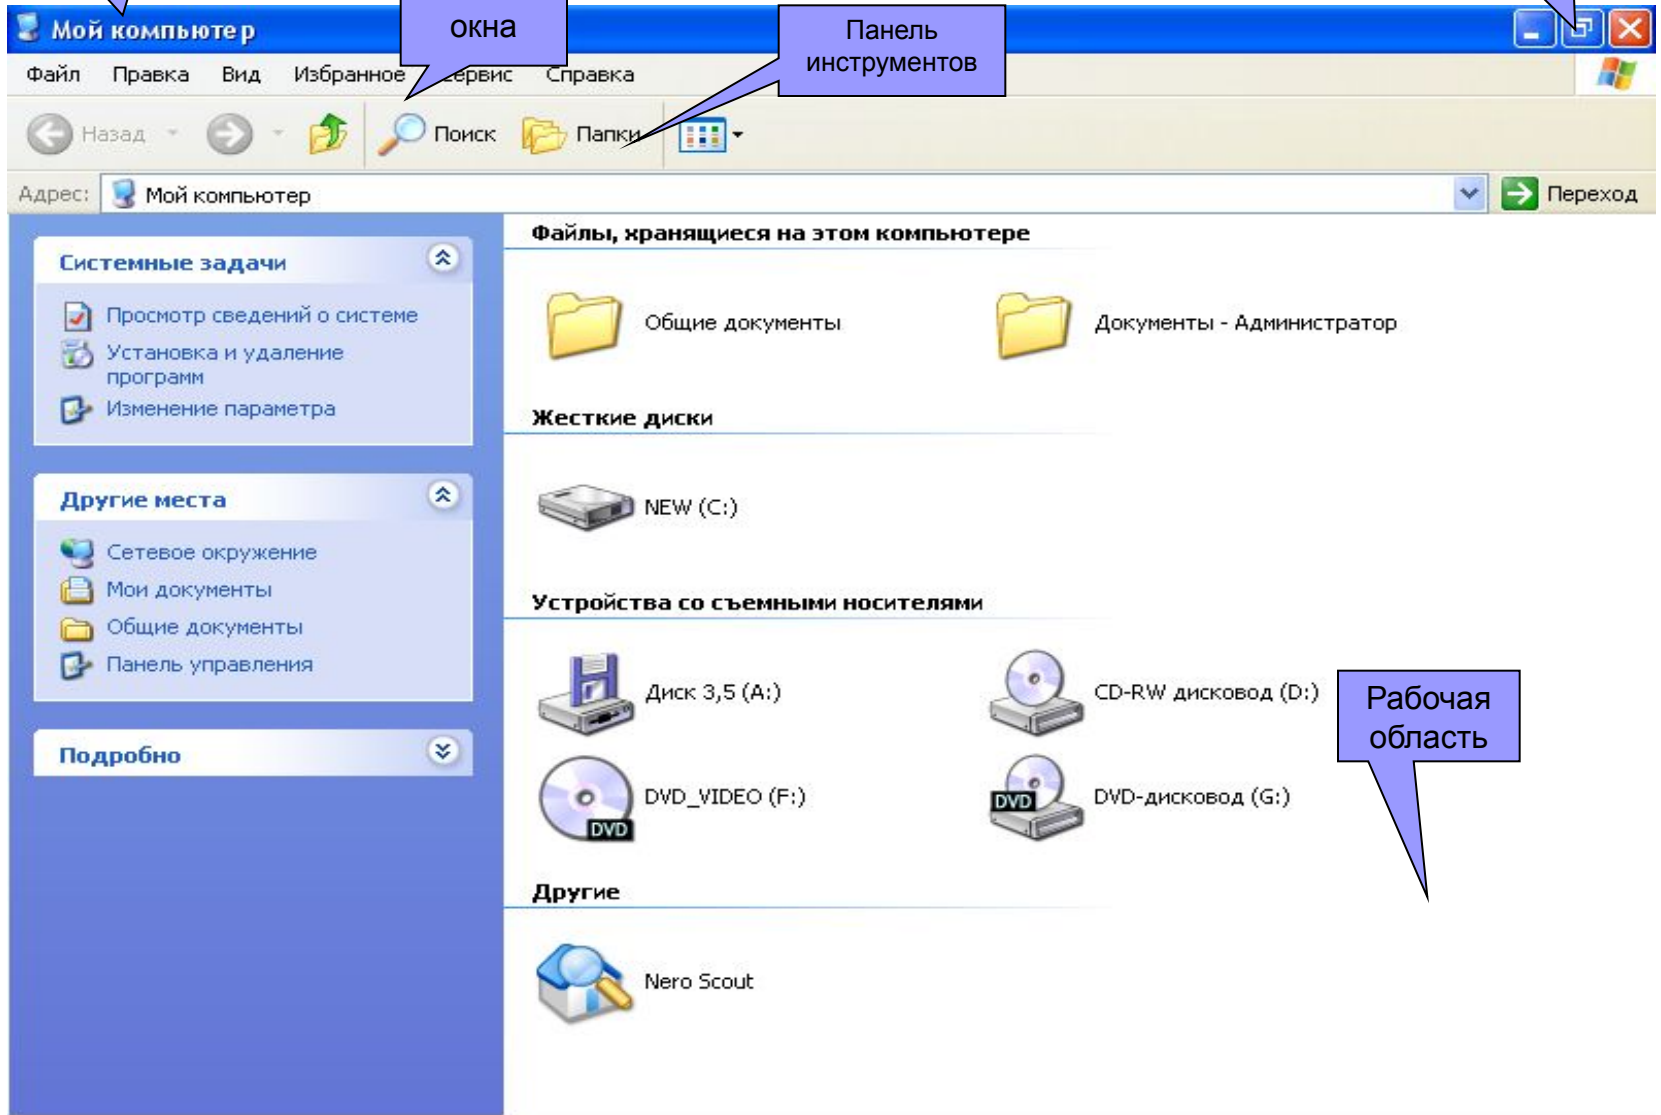 окна
Панель
инструментов
Мой компьютер
Файл Правка Вид Избранное Сервис Справка
Назад Поиск Папки
Адрес: Мой компьютер Переход
Системные задачи
Просмотр сведений о системе
Установка и удаление
программ
Изменение параметра
Другие места
Сетевое окружение
Мои документы
Общие документы
Панель управления
Подробно
Файлы, хранящиеся на этом компьютере
Общие документы Документы - Администратор
Жесткие диски
NEW (C:)
Устройства со съемными носителями
Диск 3,5 (A:) CD-RW дисковод (D:)
DVD_VIDEO (F:) DVD-дисковод (G:)
DVD DVD
Рабочая
область
Другие
Nero Scout